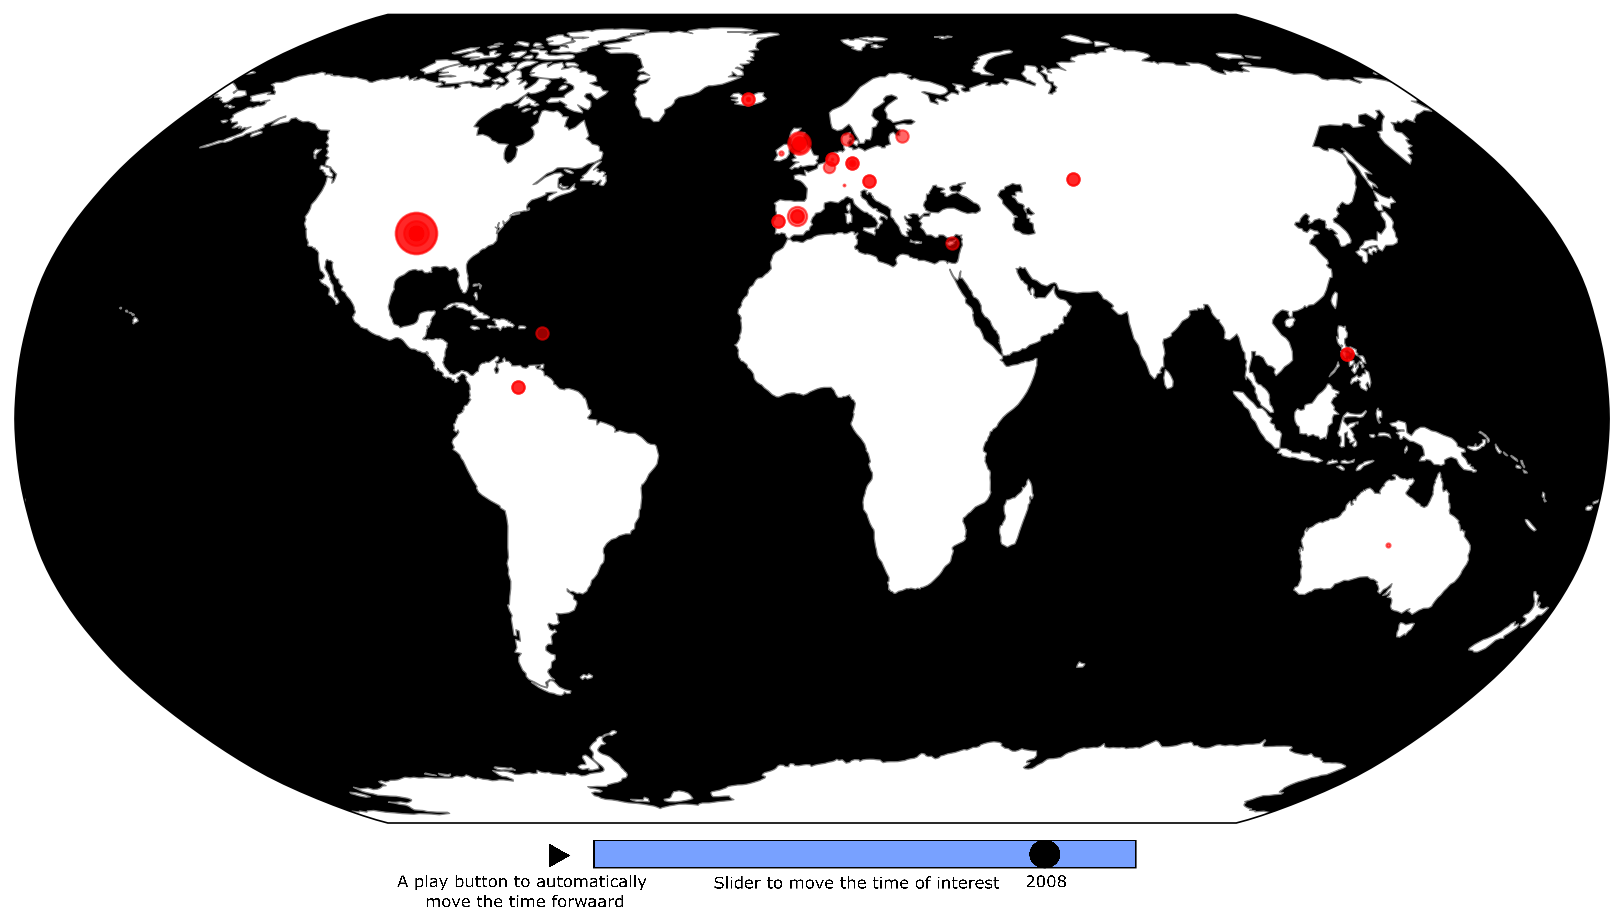 A play button to automatically
move the time forwaard
Slider to move the time of interest
2008